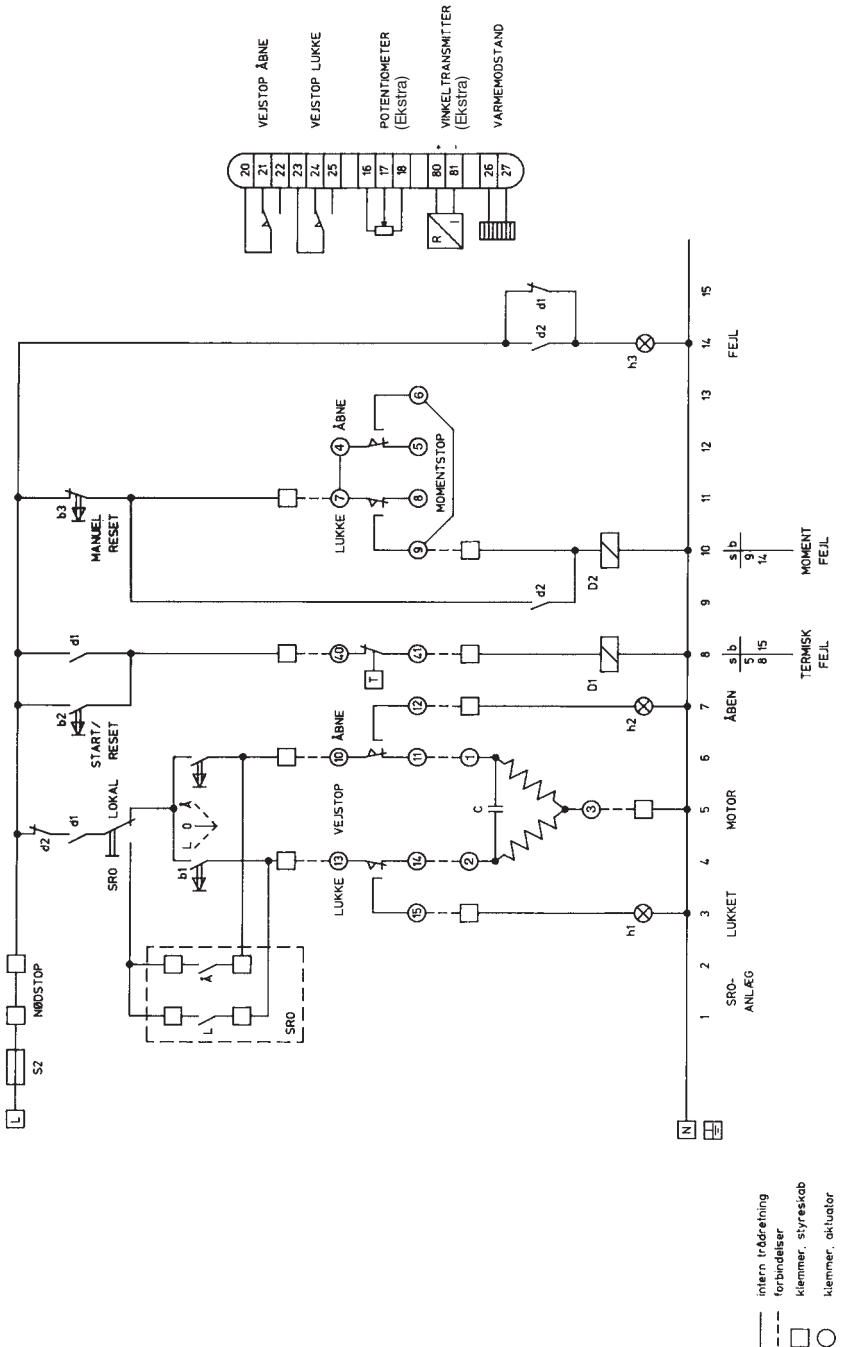 L
S2
NØDSTOP
d2
d1
SRO
LOKAL
b2
START/
RESET
d1
b3
MANUEL
RESET
L
Å
SRO
b1
L O Å
LUKKE
13
VEJSTOP
10
ÅBNE
15
14
11
12
2
1
C
3
h1
h2
40
T
41
D1
d2
D2
LUKKE
7
4
ÅBNE
9
8
5
6
MOMENTSTOP
d2
d1
h3
N
1
2
3
4
5
6
7
8
9
10
11
12
13
14
15
SRO-
ANLÆG
LUKKET
MOTOR
ÅBEN
s b
5
8 15
TERMISK
FEJL
s b
9
14
MOMENT
FEJL
FEJL
20
21
22
23
24
25
16
17
18
80 +
81 -
26
27
R
I
VEJSTOP ÅBNE
VEJSTOP LUKKE
POTENTIOMETER
(Ekstra)
VINKELTRANSMITTER
(Ekstra)
VARMEMODSTAND
intern trådretning
forbindelser
klemmer, styreskab
klemmer, aktuator